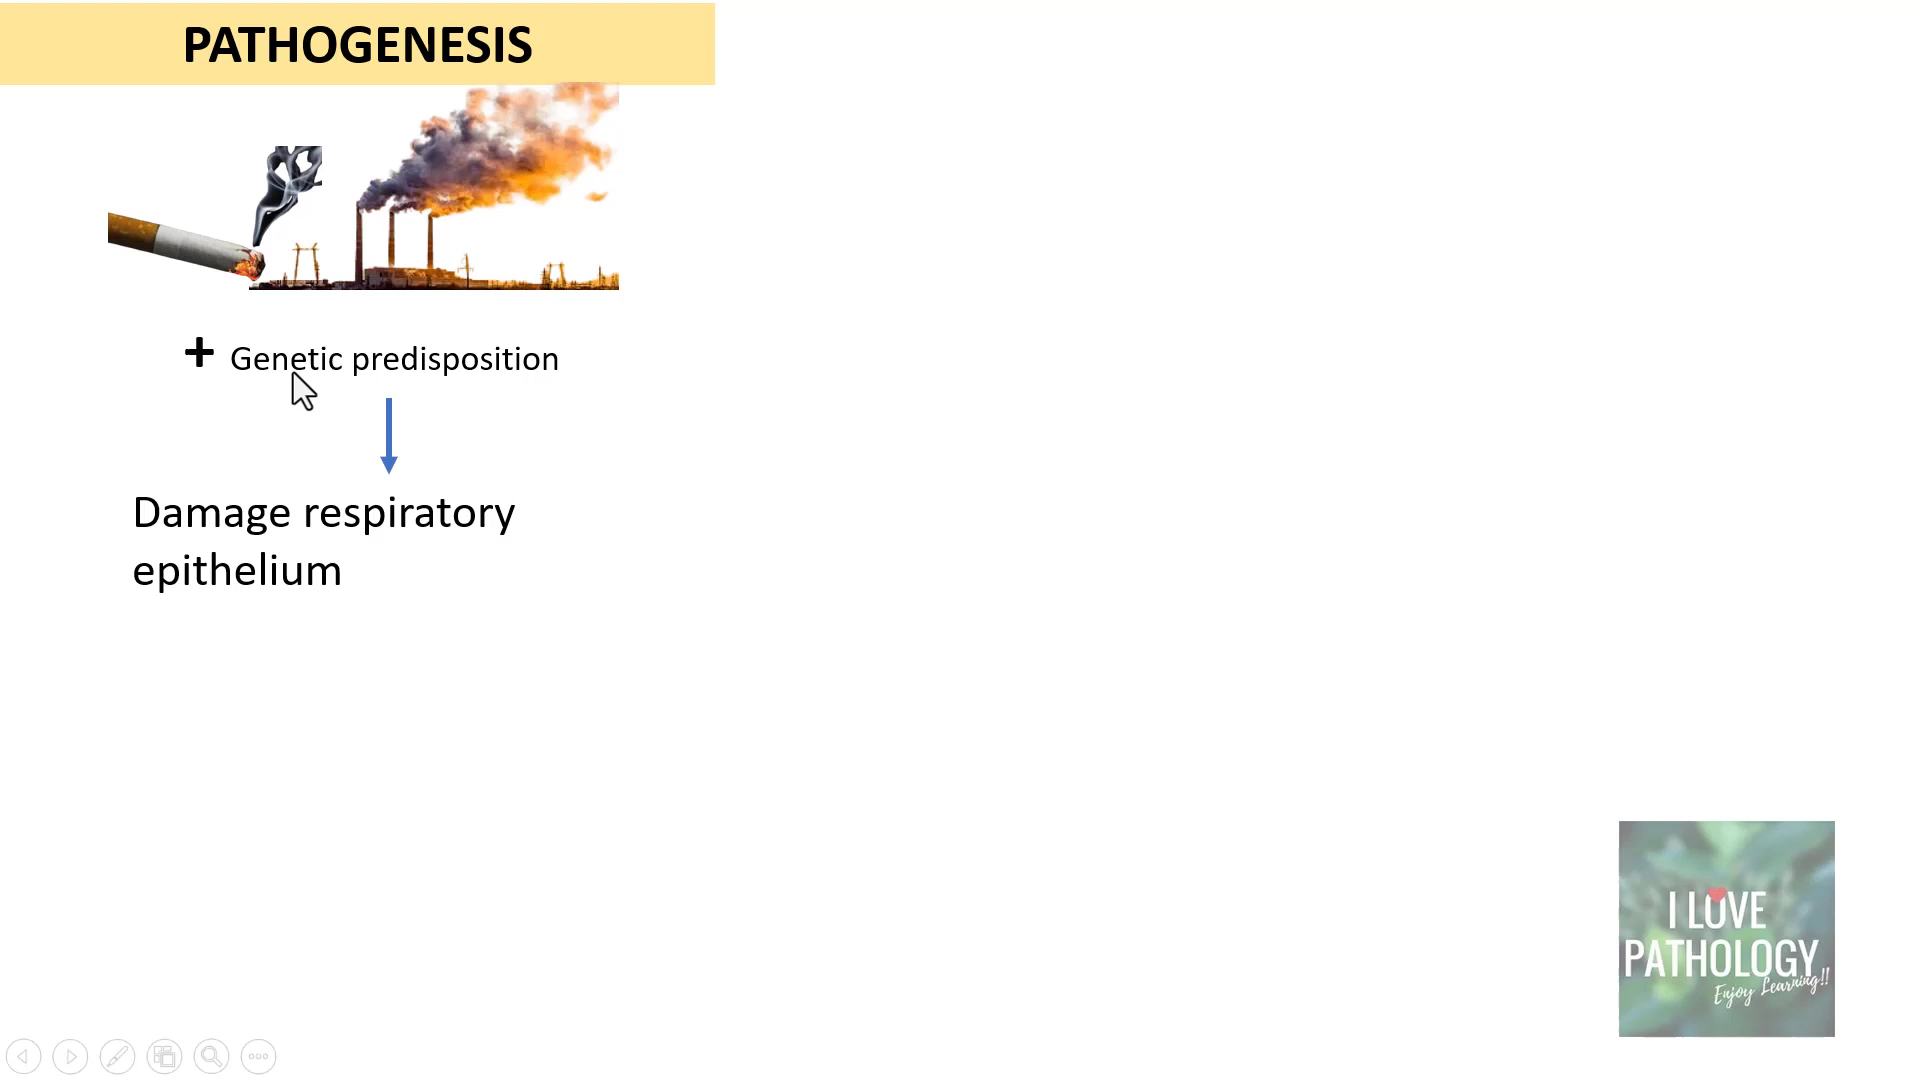 PATHOGENESIS
+ Genetic predisposition
Damage respiratory
epithelium
I LOVE
PATHOLOGY
Enjoy Learning!!